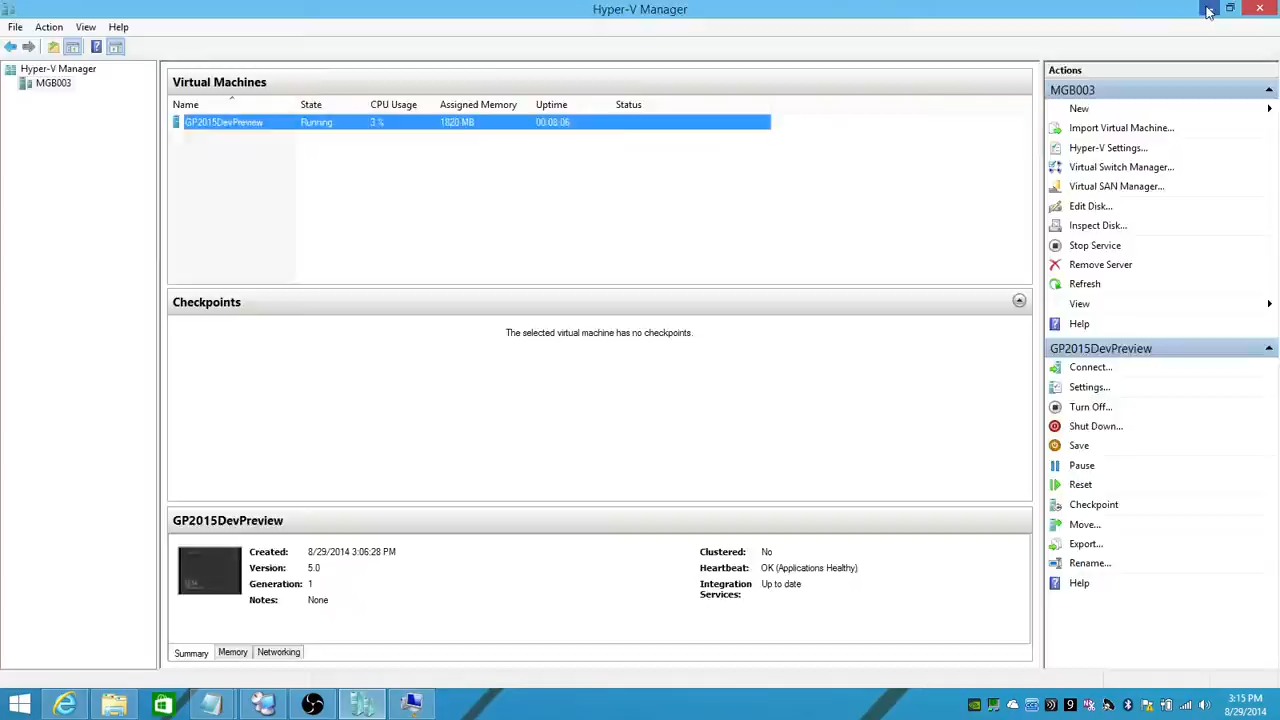 Hyper-V Manager
File Action View Help
Hyper-V Manager
MGB003
Virtual Machines
Name State CPU Usage Assigned Memory Uptime Status
GP2015DevPreview Running 3 % 1820 MB 00:08:06
Checkpoints
The selected virtual machine has no checkpoints.
GP2015DevPreview
Created: 8/29/2014 3:06:28 PM
Version: 5.0
Generation: 1
Notes: None
Clustered: No
Heartbeat: OK (Applications Healthy)
Integration Services: Up to date
Summary Memory Networking
Actions
MGB003
New
Import Virtual Machine...
Hyper-V Settings...
Virtual Switch Manager...
Virtual SAN Manager...
Edit Disk...
Inspect Disk...
Stop Service
Remove Server
Refresh
View
Help
GP2015DevPreview
Connect...
Settings...
Turn Off...
Shut Down...
Save
Pause
Reset
Checkpoint
Move...
Export...
Rename...
Help
3:15 PM
8/29/2014